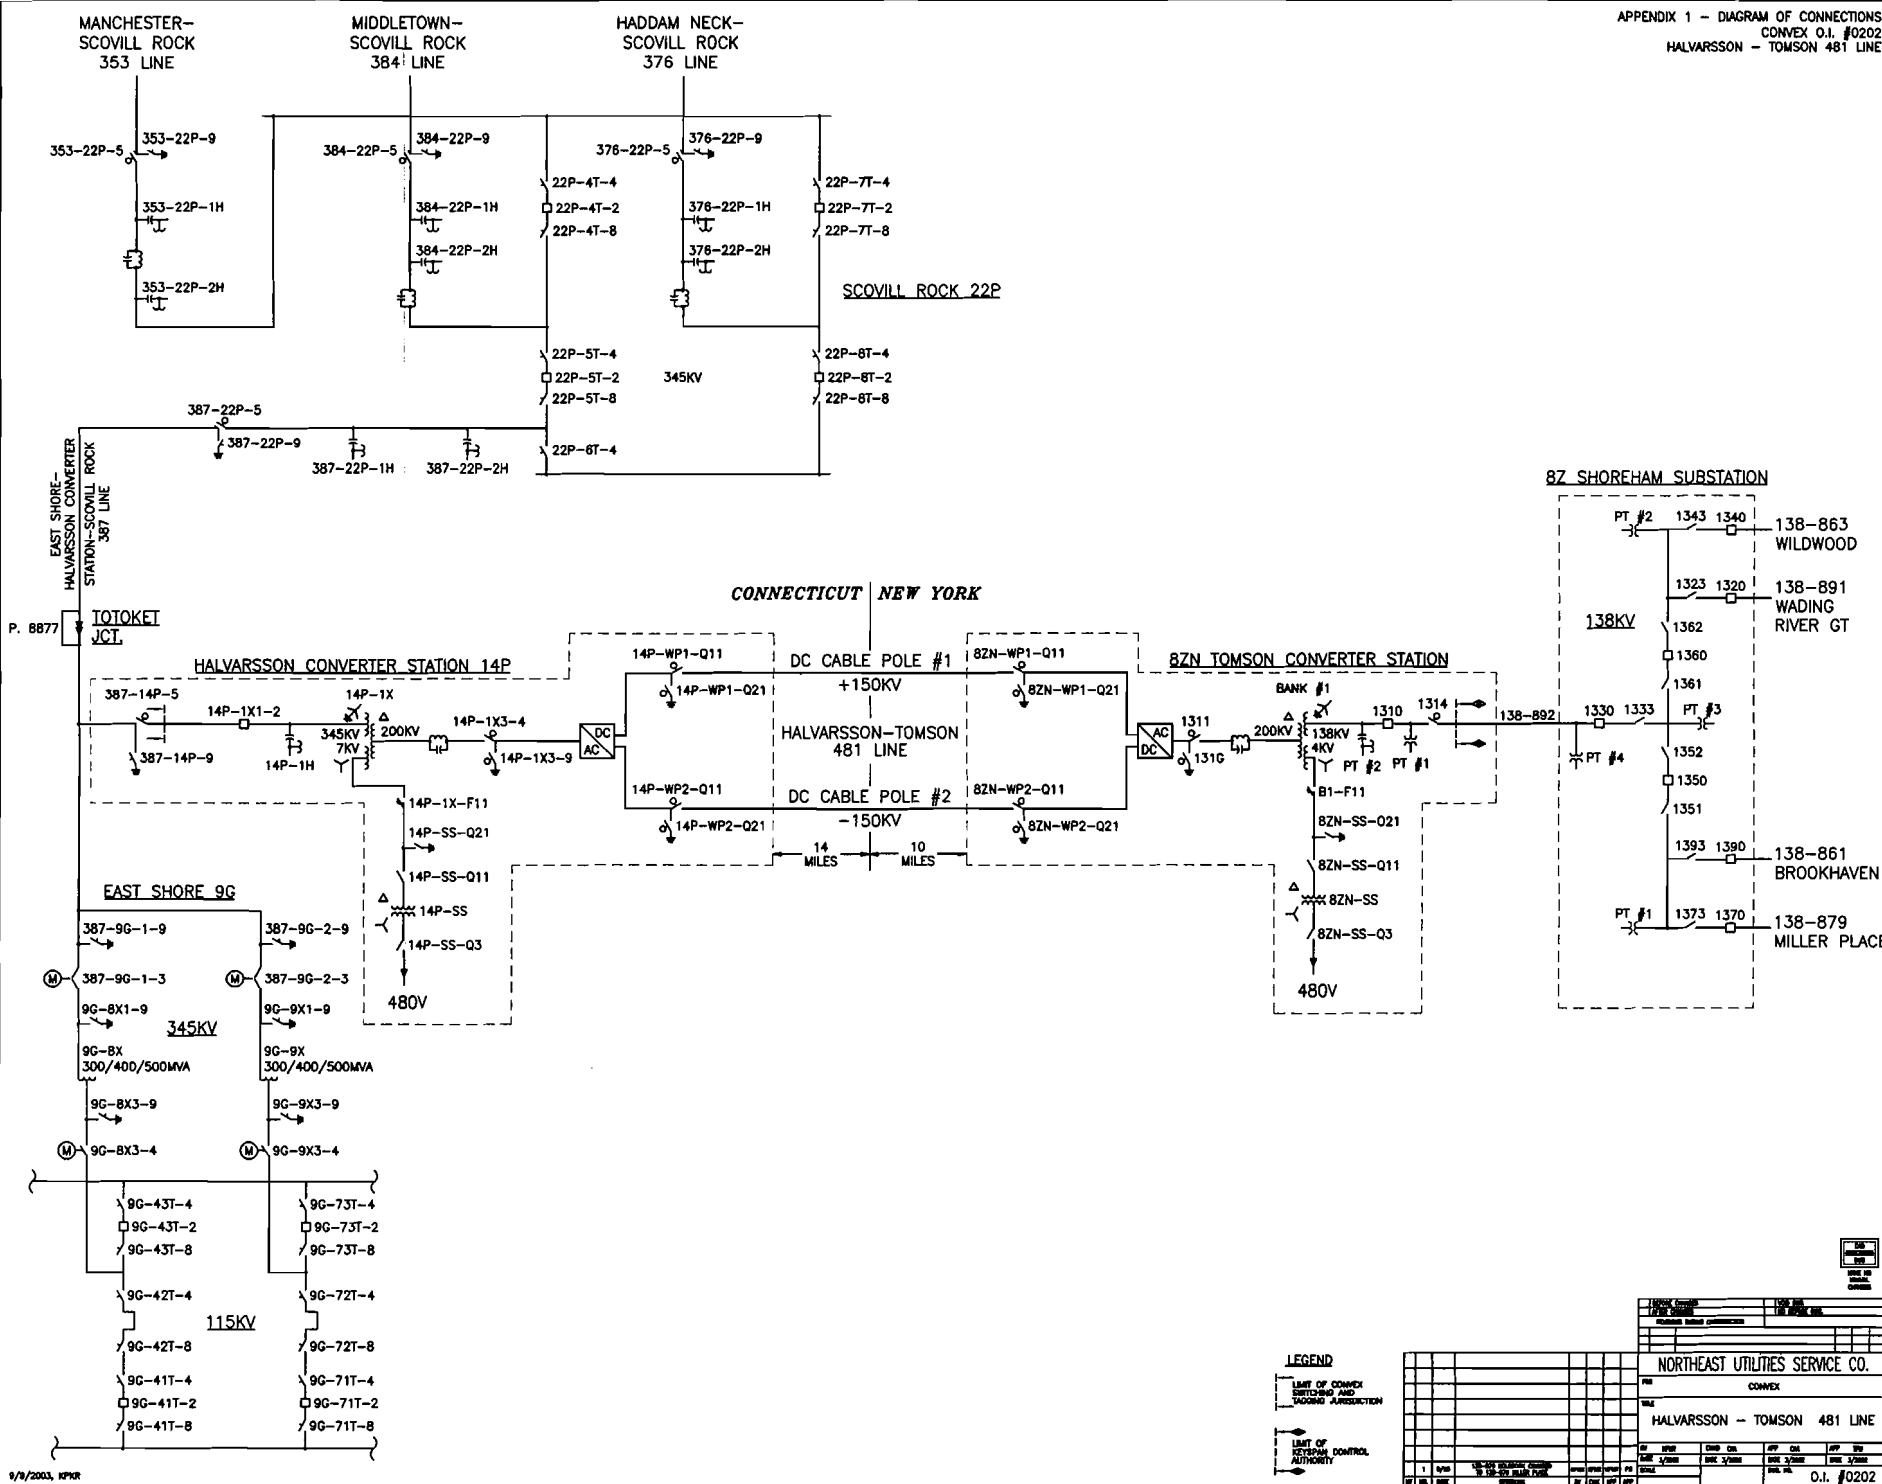 APPENDIX 1 - DIAGRAM OF CONNECTIONS
CONVEX O.I. #0202
HALVARSSON - TOMSON 481 LINE
MANCHESTER-
SCOVILL ROCK
353 LINE
MIDDLETOWN-
SCOVILL ROCK
384 LINE
HADDAM NECK-
SCOVILL ROCK
376 LINE
353-22P-9
353-22P-5
353-22P-1H
353-22P-2H
384-22P-9
384-22P-5
384-22P-1H
384-22P-2H
22P-4T-4
22P-4T-2
22P-4T-8
376-22P-9
376-22P-5
376-22P-1H
376-22P-2H
22P-7T-4
22P-7T-2
22P-7T-8
SCOVILL ROCK 22P
22P-5T-4
22P-5T-2
22P-5T-8
345KV
22P-8T-4
22P-8T-2
22P-8T-8
387-22P-5
387-22P-9
387-22P-1H
387-22P-2H
22P-6T-4
EAST SHORE-
HALVARSSON CONVERTER
STATION-SCOVILL ROCK
387 LINE
P. 8877
TOTOKET
JCT.
CONNECTICUT
NEW YORK
HALVARSSON CONVERTER STATION 14P
387-14P-5
387-14P-9
14P-1X1-2
14P-1H
14P-1X
345KV
7KV
200KV
14P-1X3-4
14P-1X3-9
DC
AC
14P-WP1-Q11
14P-WP1-Q21
14P-WP2-Q11
14P-WP2-Q21
14P-1X-F11
14P-SS-Q21
14P-SS-Q11
14P-SS
14P-SS-Q3
480V
DC CABLE POLE #1
+150KV
HALVARSSON-TOMSON
481 LINE
DC CABLE POLE #2
-150KV
14
MILES
10
MILES
8ZN-WP1-Q11
8ZN-WP1-Q21
8ZN-WP2-Q11
8ZN-WP2-Q21
8ZN TOMSON CONVERTER STATION
AC
DC
1311
131G
200KV
BANK #1
138KV
4KV
1310
1314
PT #2
PT #1
B1-F11
8ZN-SS-Q21
8ZN-SS-Q11
8ZN-SS
8ZN-SS-Q3
480V
138-892
8Z SHOREHAM SUBSTATION
PT #2
1343
1340
138-863
WILDWOOD
1323
1320
138-891
WADING
RIVER GT
138KV
1362
1360
1361
1330
1333
PT #3
PT #4
1352
1350
1351
1393
1390
138-861
BROOKHAVEN
PT #1
1373
1370
138-879
MILLER PLACE
EAST SHORE 9G
387-9G-1-9
387-9G-2-9
M
387-9G-1-3
M
387-9G-2-3
9G-8X1-9
9G-9X1-9
345KV
9G-8X
300/400/500MVA
9G-9X
300/400/500MVA
9G-8X3-9
9G-9X3-9
M
9G-8X3-4
M
9G-9X3-4
9G-43T-4
9G-43T-2
9G-43T-8
9G-73T-4
9G-73T-2
9G-73T-8
9G-42T-4
9G-42T-8
115KV
9G-72T-4
9G-72T-8
9G-41T-4
9G-41T-2
9G-41T-8
9G-71T-4
9G-71T-2
9G-71T-8
LEGEND
LIMIT OF CONVEX
SWITCHING AND
TAGGING JURISDICTION
LIMIT OF
KEYSPAN CONTROL
AUTHORITY
NORTHEAST UTILITIES SERVICE CO.
CONVEX
HALVARSSON - TOMSON 481 LINE
O.I. #0202
9/9/2003, KPKR